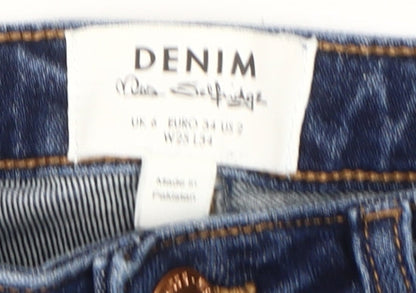 DENIM
Miss Selfridge
UK 6 EURO 34 US 2
W25 L34
Made in
Pakistan